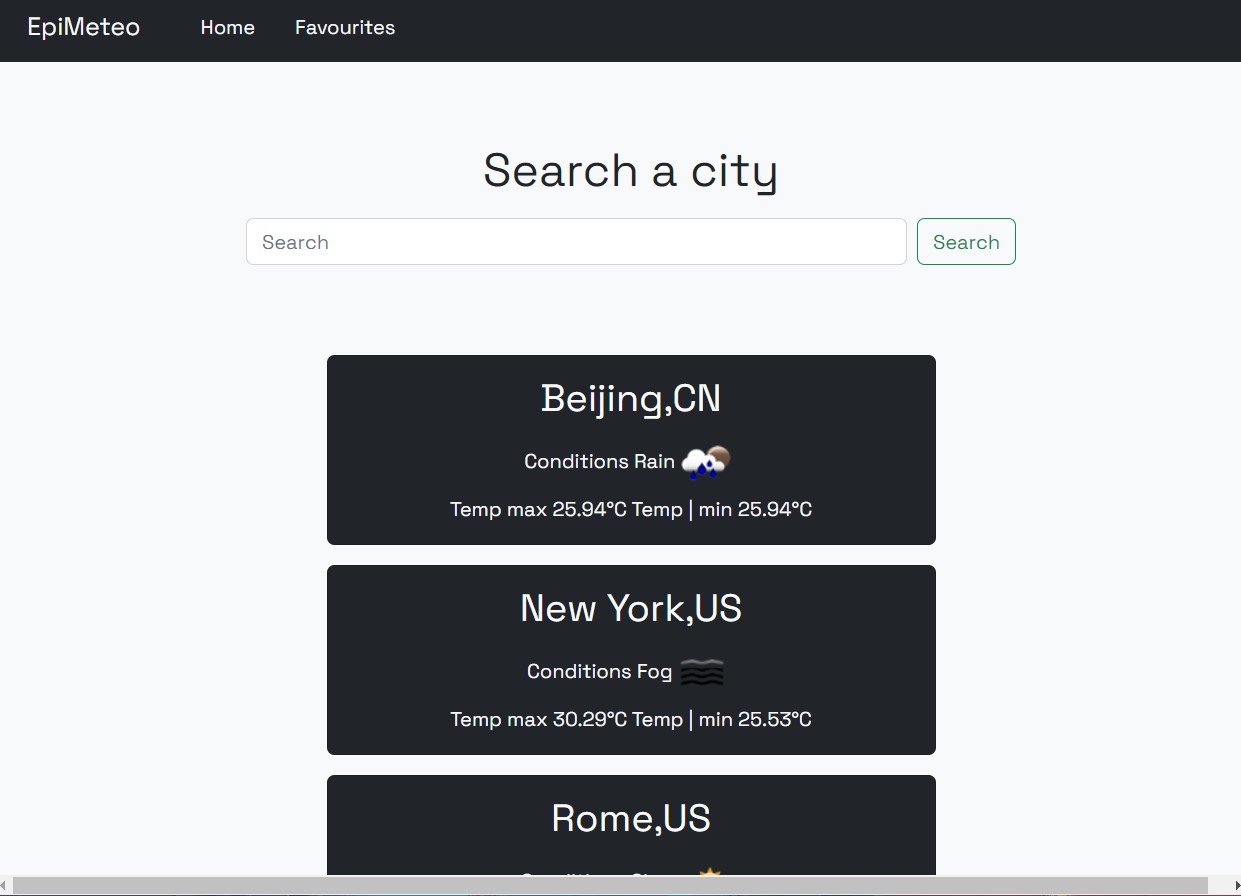 EpiMeteo Home Favourites
Search a city
Search Search
Beijing,CN
Conditions Rain
Temp max 25.94°C Temp | min 25.94°C
New York,US
Conditions Fog
Temp max 30.29°C Temp | min 25.53°C
Rome,US